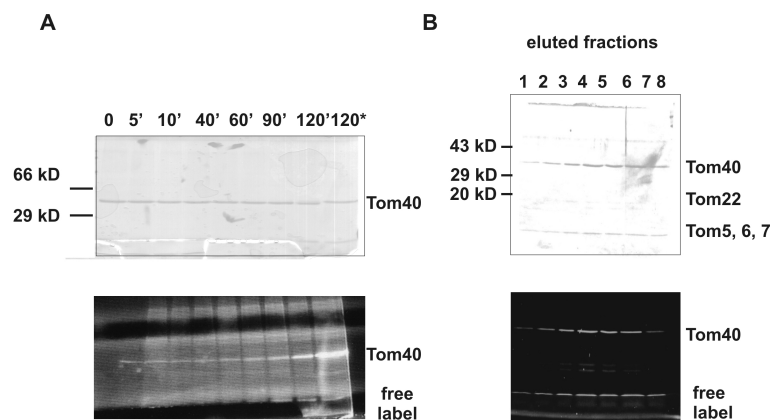 A
0 5' 10' 40' 60' 90' 120' 120*
66 kD
29 kD
Tom40
Tom40
free
label
B
eluted fractions
1 2 3 4 5 6 7 8
43 kD
29 kD
20 kD
Tom40
Tom22
Tom5, 6, 7
Tom40
free
label